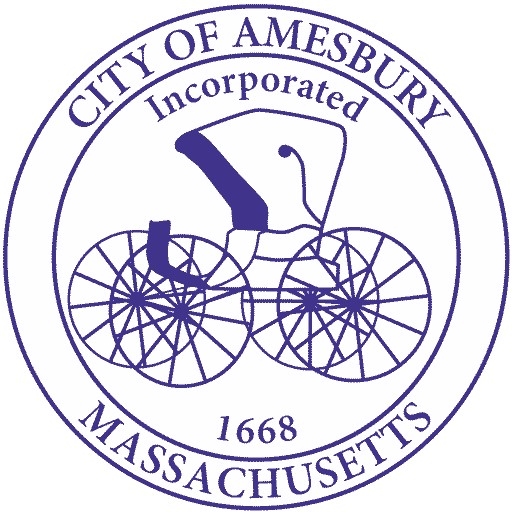 CITY OF AMESBURY
Incorporated
1668
MASSACHUSETTS